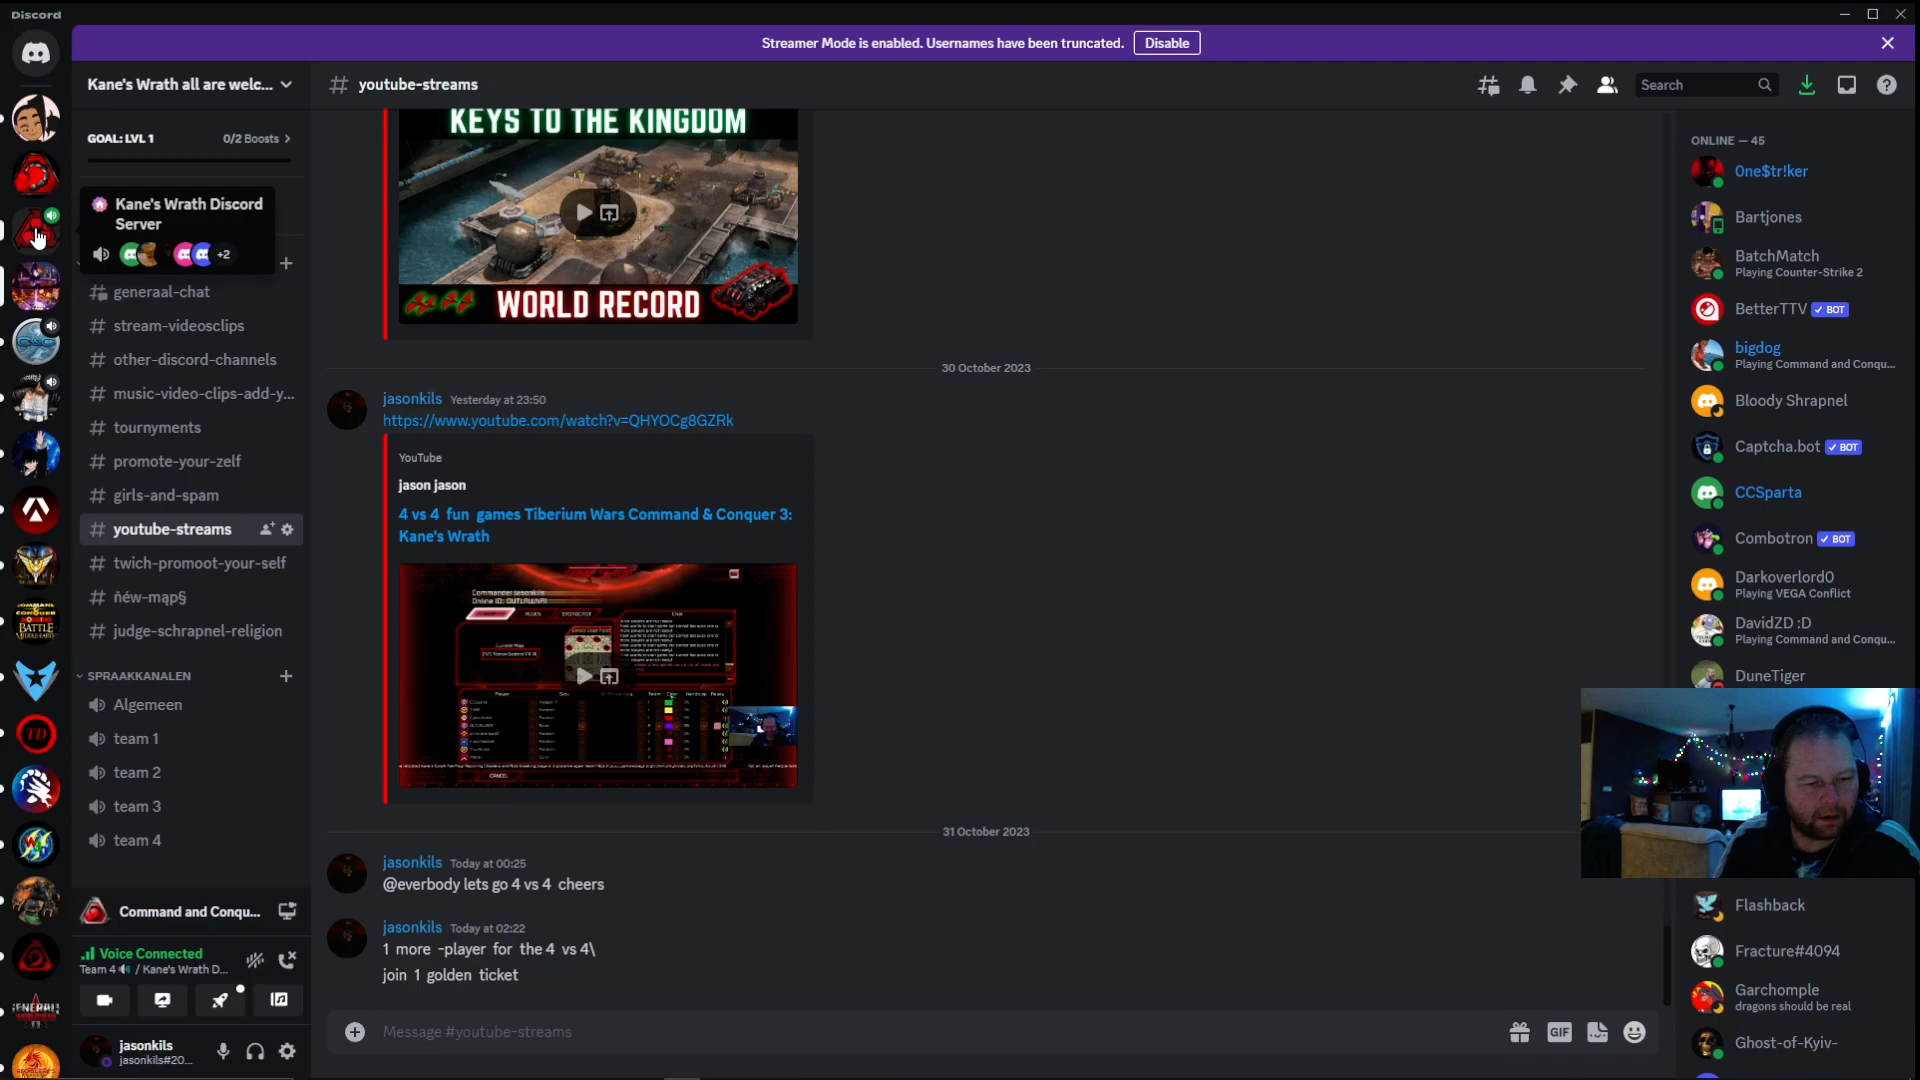 Discord
Streamer Mode is enabled. Usernames have been truncated.
Disable
Kane's Wrath all are welc...
youtube-streams
Search
GOAL: LVL 1
0/2 Boosts
Kane's Wrath Discord
Server
+2
generaal-chat
stream-videosclips
other-discord-channels
music-video-clips-add-y...
tournyments
promote-your-zelf
girls-and-spam
youtube-streams
twich-promoot-your-self
ńéw-mąp§
judge-schrapnel-religion
SPRAAKKANALEN
Algemeen
team 1
team 2
team 3
team 4
Command and Conqu...
Voice Connected
Team 4 / Kane's Wrath D...
jasonkils
jasonkils#20...
KEYS TO THE KINGDOM
WORLD RECORD
30 October 2023
jasonkils Yesterday at 23:50
https://www.youtube.com/watch?v=QHYOCg8GZRk
YouTube
jason jason
4 vs 4 fun games Tiberium Wars Command & Conquer 3:
Kane's Wrath
31 October 2023
jasonkils Today at 00:25
@everbody lets go 4 vs 4 cheers
jasonkils Today at 02:22
1 more -player for the 4 vs 4\
join 1 golden ticket
Message #youtube-streams
GIF
ONLINE — 45
0ne$tr!ker
Bartjones
BatchMatch
Playing Counter-Strike 2
BetterTTV ✓ BOT
bigdog
Playing Command and Conqu...
Bloody Shrapnel
Captcha.bot ✓ BOT
CCSparta
Combotron ✓ BOT
Darkoverlord0
Playing VEGA Conflict
DavidZD :D
Playing Command and Conqu...
DuneTiger
Flashback
Fracture#4094
Garchomple
dragons should be real
Ghost-of-Kyiv-